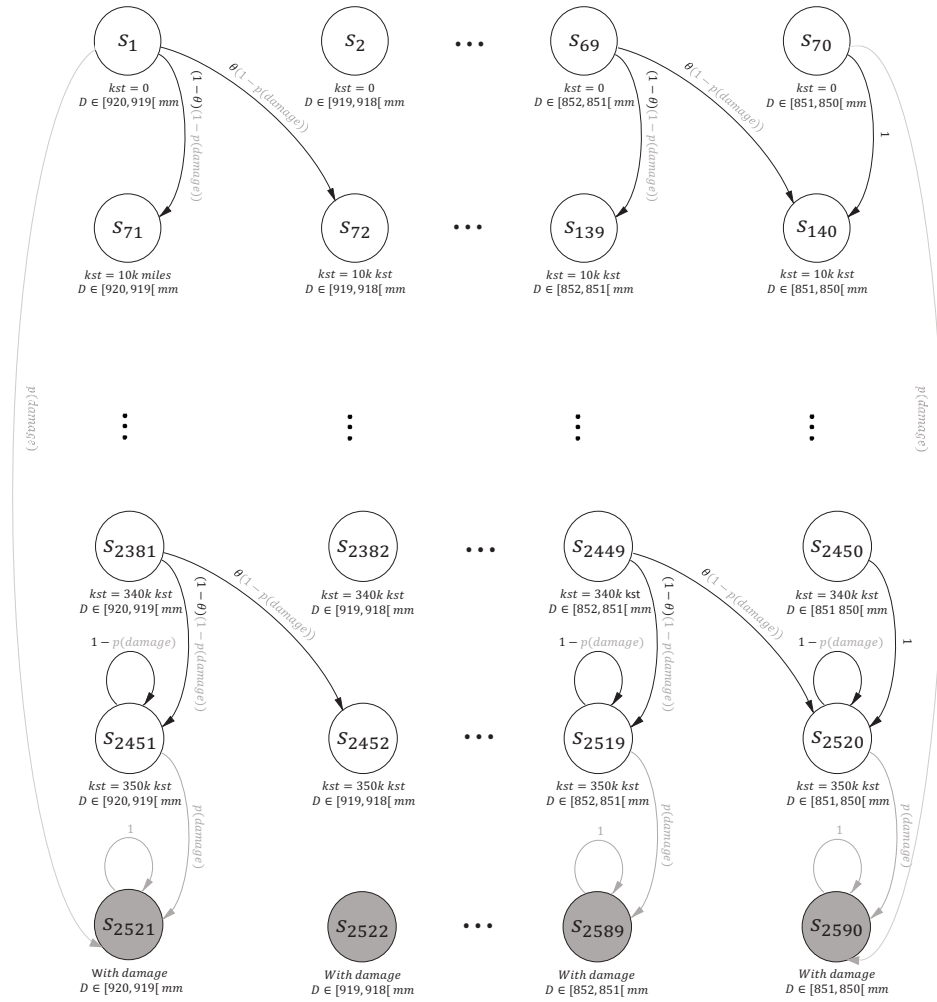 S1
S2
...
S69
S70
kst = 0
D ∈ [920,919[ mm
kst = 0
D ∈ [919,918[ mm
kst = 0
D ∈ [852,851[ mm
kst = 0
D ∈ [851,850[ mm
(1 − θ)(1 − p(damage))
θ(1 − p(damage))
(1 − θ)(1 − p(damage))
θ(1 − p(damage))
1
S71
S72
...
S139
S140
kst = 10k miles
D ∈ [920,919[ mm
kst = 10k kst
D ∈ [919,918[ mm
kst = 10k kst
D ∈ [852,851[ mm
kst = 10k kst
D ∈ [851,850[ mm
p(damage)
p(damage)
⋮
⋮
⋮
⋮
S2381
S2382
...
S2449
S2450
kst = 340k kst
D ∈ [920,919[ mm
kst = 340k kst
D ∈ [919,918[ mm
kst = 340k kst
D ∈ [852,851[ mm
kst = 340k kst
D ∈ [851 850[ mm
(1 − θ)(1 − p(damage))
θ(1 − p(damage))
(1 − θ)(1 − p(damage))
θ(1 − p(damage))
1
1 − p(damage)
1 − p(damage)
1 − p(damage)
S2451
S2452
...
S2519
S2520
kst = 350k kst
D ∈ [920,919[ mm
kst = 350k kst
D ∈ [919,918[ mm
kst = 350k kst
D ∈ [852,851[ mm
kst = 350k kst
D ∈ [851,850[ mm
p(damage)
p(damage)
p(damage)
1
1
1
S2521
S2522
...
S2589
S2590
With damage
D ∈ [920,919[ mm
With damage
D ∈ [919,918[ mm
With damage
D ∈ [852,851[ mm
With damage
D ∈ [851,850[ mm